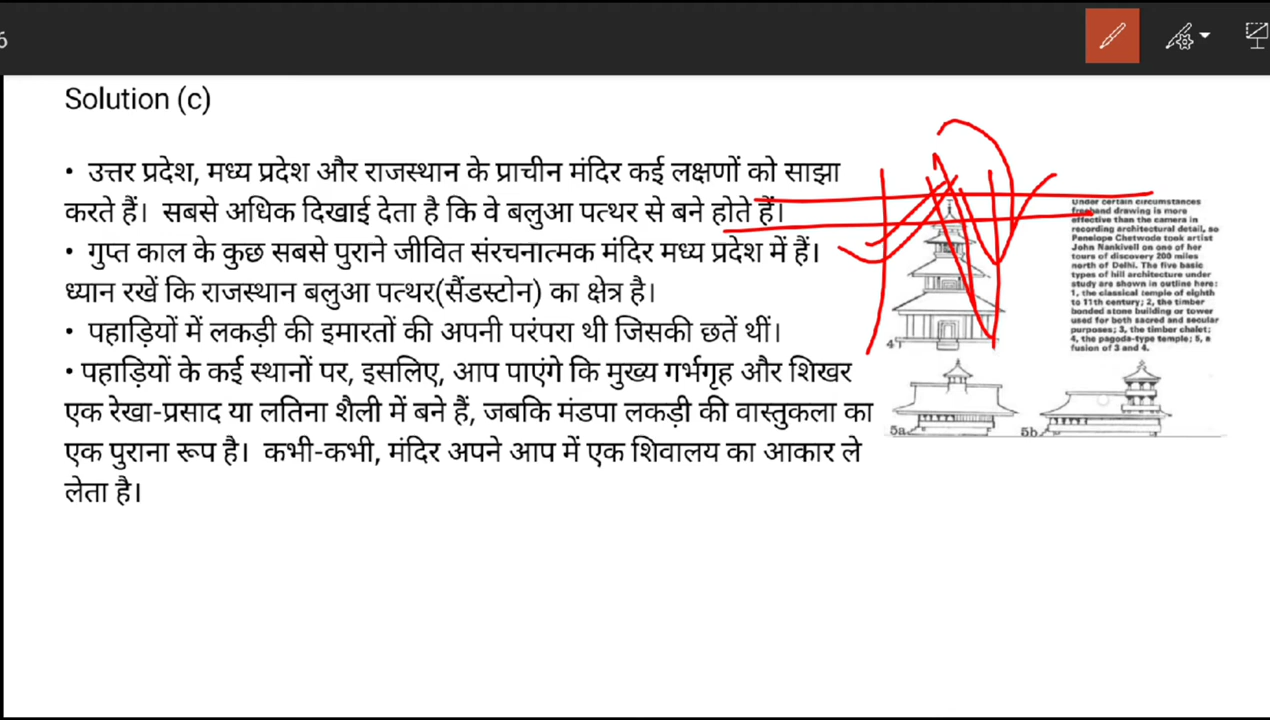 6
Solution (c)
• उत्तर प्रदेश, मध्य प्रदेश और राजस्थान के प्राचीन मंदिर कई लक्षणों को साझा
करते हैं। सबसे अधिक दिखाई देता है कि वे बलुआ पत्थर से बने होते हैं।
• गुप्त काल के कुछ सबसे पुराने जीवित संरचनात्मक मंदिर मध्य प्रदेश में हैं।
ध्यान रखें कि राजस्थान बलुआ पत्थर(सैंडस्टोन) का क्षेत्र है।
• पहाड़ियों में लकड़ी की इमारतों की अपनी परंपरा थी जिसकी छतें थीं।
• पहाड़ियों के कई स्थानों पर, इसलिए, आप पाएंगे कि मुख्य गर्भगृह और शिखर
एक रेखा-प्रसाद या लतिना शैली में बने हैं, जबकि मंडपा लकड़ी की वास्तुकला का
एक पुराना रूप है। कभी-कभी, मंदिर अपने आप में एक शिवालय का आकार ले
लेता है।
Under certain circumstances
freehand drawing is more
effective than the camera in
recording architectural detail, so
Penelope Chetwode took artist
John Nankivell on one of her
tours of discovery 200 miles
north of Delhi. The five basic
types of hill architecture under
study are shown in outline here:
1, the classical temple of eighth
to 11th century; 2, the timber
bonded stone building or tower
used for both sacred and secular
purposes; 3, the timber chalet;
4, the pagoda-type temple; 5, a
fusion of 3 and 4.
4
5a
5b